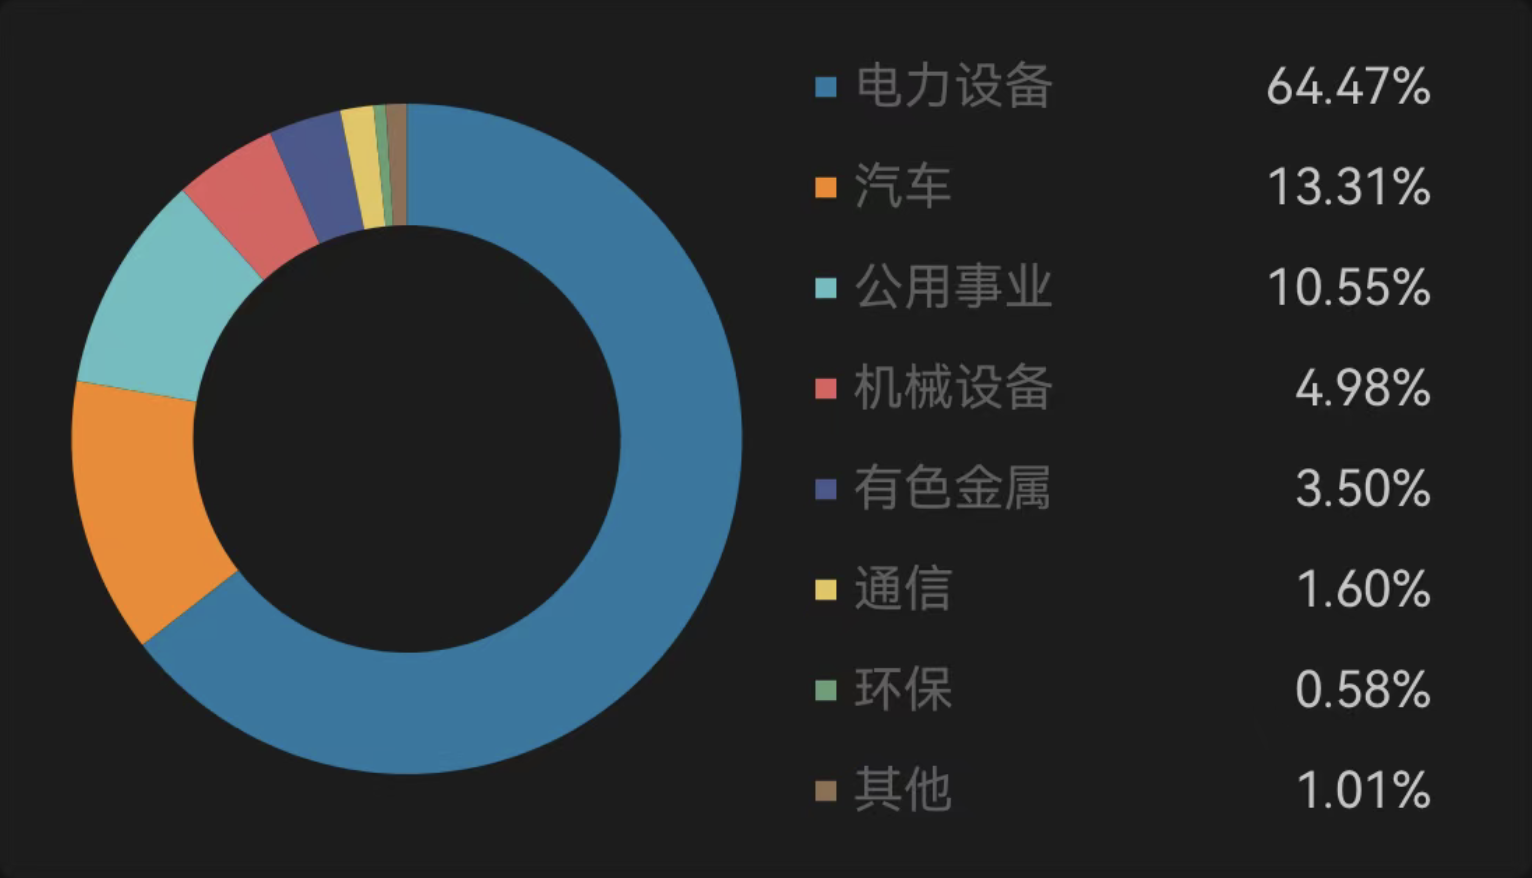 电力设备 64.47%
汽车 13.31%
公用事业 10.55%
机械设备 4.98%
有色金属 3.50%
通信 1.60%
环保 0.58%
其他 1.01%